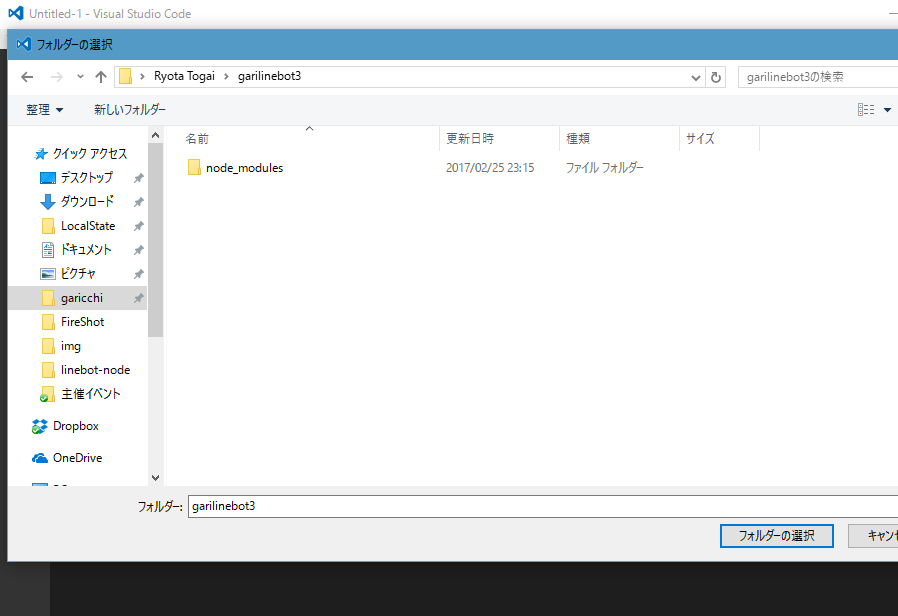 Untitled-1 - Visual Studio Code
フォルダーの選択
Ryota Togai › garilinebot3
garilinebot3の検索
整理 新しいフォルダー
名前 更新日時 種類 サイズ
クイック アクセス
node_modules 2017/02/25 23:15 ファイル フォルダー
デスクトップ
ダウンロード
LocalState
ドキュメント
ピクチャ
garicchi
FireShot
img
linebot-node
主催イベント
Dropbox
OneDrive
フォルダー: garilinebot3
フォルダーの選択 キャン